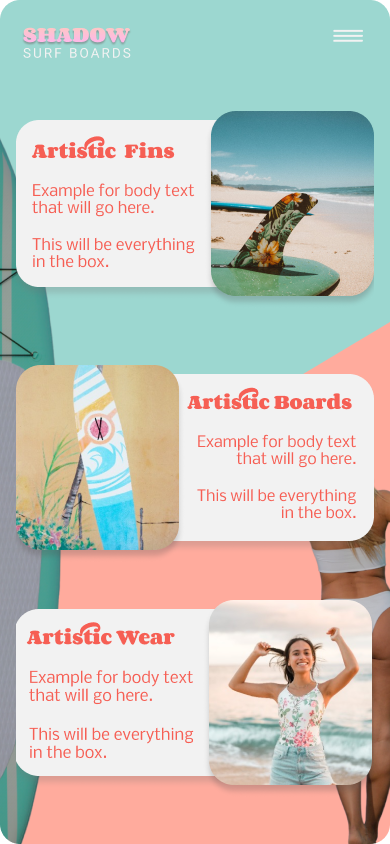 SHADOW
SURF BOARDS
Artistic Fins
Example for body text
that will go here.
This will be everything
in the box.
Artistic Boards
Example for body text
that will go here.
This will be everything
in the box.
Artistic Wear
Example for body text
that will go here.
This will be everything
in the box.